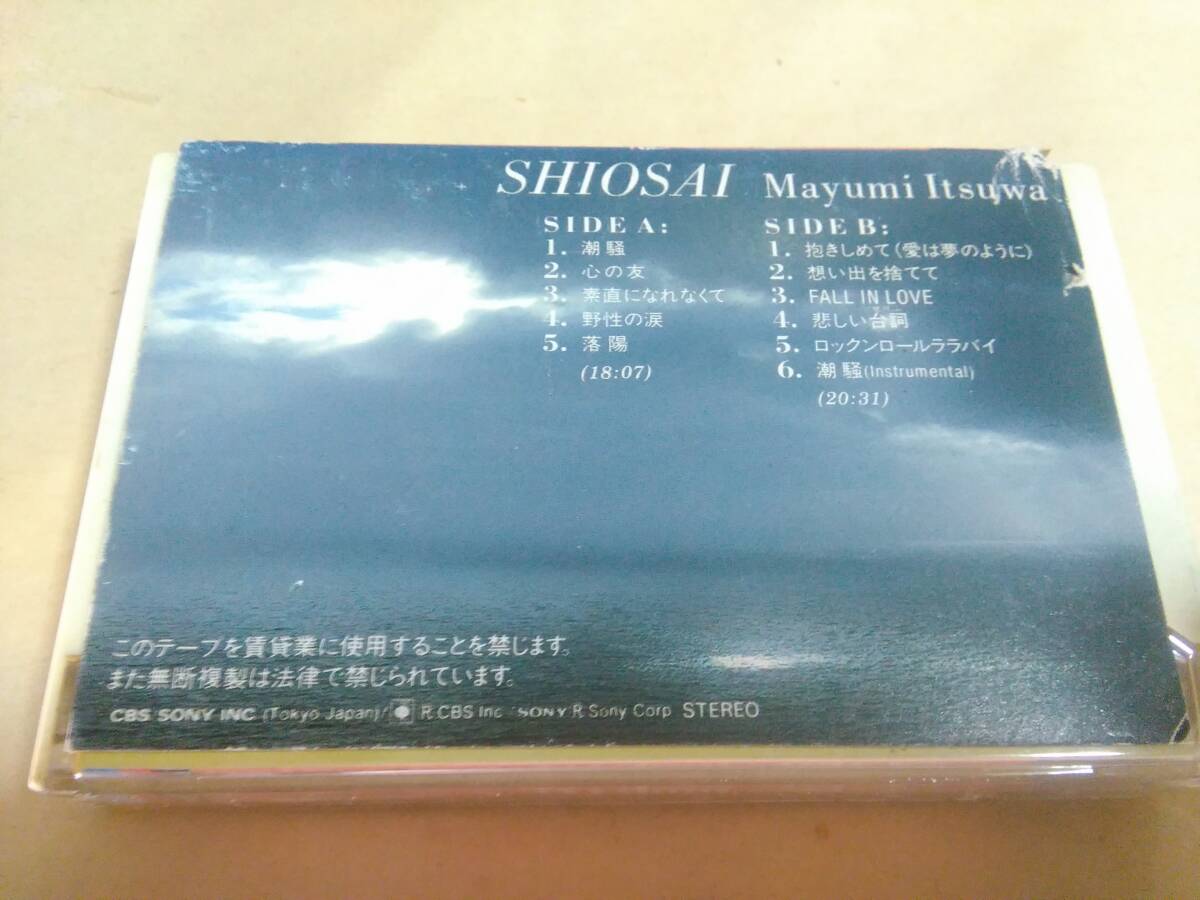 SHIOSAI Mayumi Itsuwa
SIDE A:
1. 潮騒
2. 心の友
3. 素直になれなくて
4. 野性の涙
5. 落陽
(18:07)
SIDE B:
1. 抱きしめて(愛は夢のように)
2. 想い出を捨てて
3. FALL IN LOVE
4. 悲しい台詞
5. ロックンロールララバイ
6. 潮騒(Instrumental)
(20:31)
このテープを賃貸業に使用することを禁じます。
また無断複製は法律で禁じられています。
CBS SONY INC (Tokyo Japan)/ R CBS Inc SONY R Sony Corp STEREO